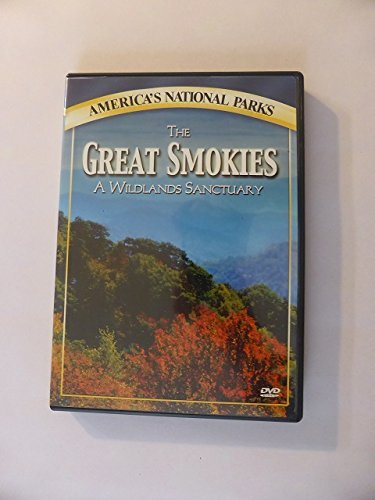 AMERICA'S NATIONAL PARKS
THE
GREAT SMOKIES
A WILDLANDS SANCTUARY
DVD